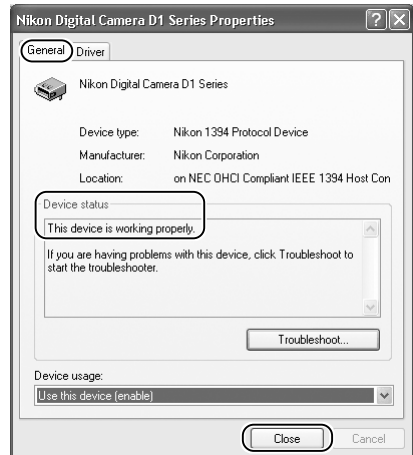 Nikon Digital Camera D1 Series Properties
General Driver
Nikon Digital Camera D1 Series
Device type: Nikon 1394 Protocol Device
Manufacturer: Nikon Corporation
Location: on NEC OHCI Compliant IEEE 1394 Host Con
Device status
This device is working properly.
If you are having problems with this device, click Troubleshoot to
start the troubleshooter.
Troubleshoot...
Device usage:
Use this device (enable)
Close Cancel